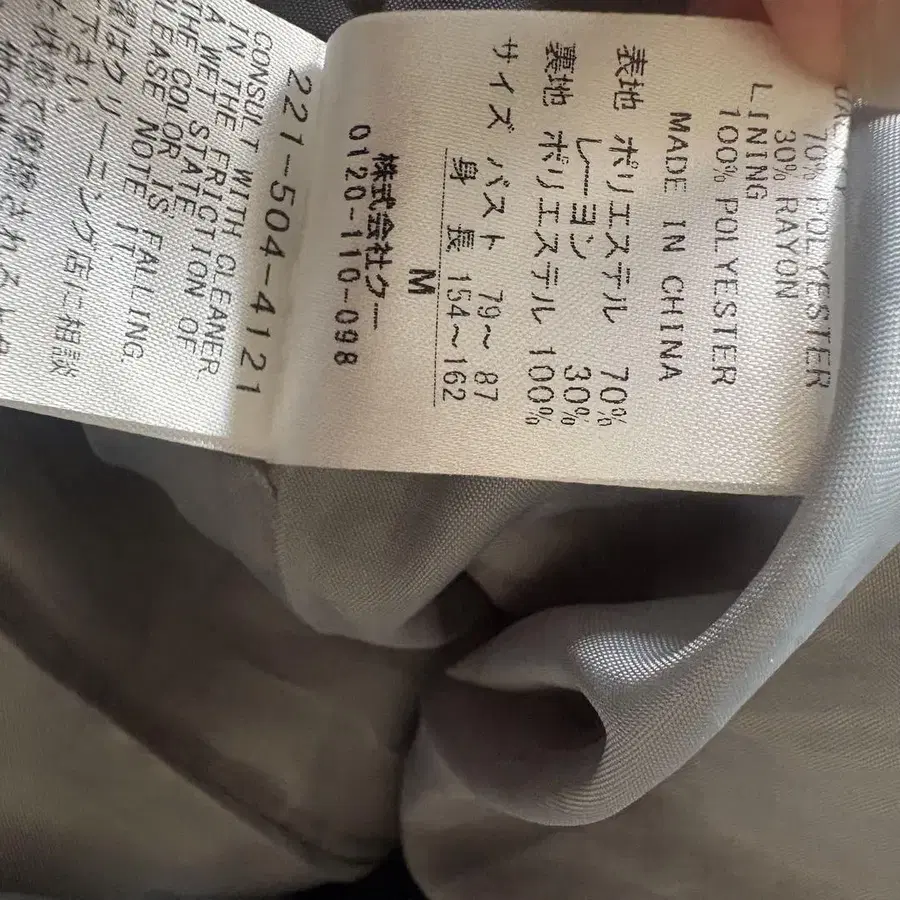 70% POLYESTER
30% RAYON
LINING
100% POLYESTER
MADE IN CHINA
表地 ポリエステル 70%
レーヨン 30%
裏地 ポリエステル 100%
サイズ バスト 79～ 87
身 長 154～162
M
株式会社クー
0120-110-098
221-504-4121
CONSULT WITH CLEANER
IN THE FRICTION OF
A WET STATE
THE COLOR IS FALLING.
PLEASE NOTE IT.
はクリーニング店に相談
下さい